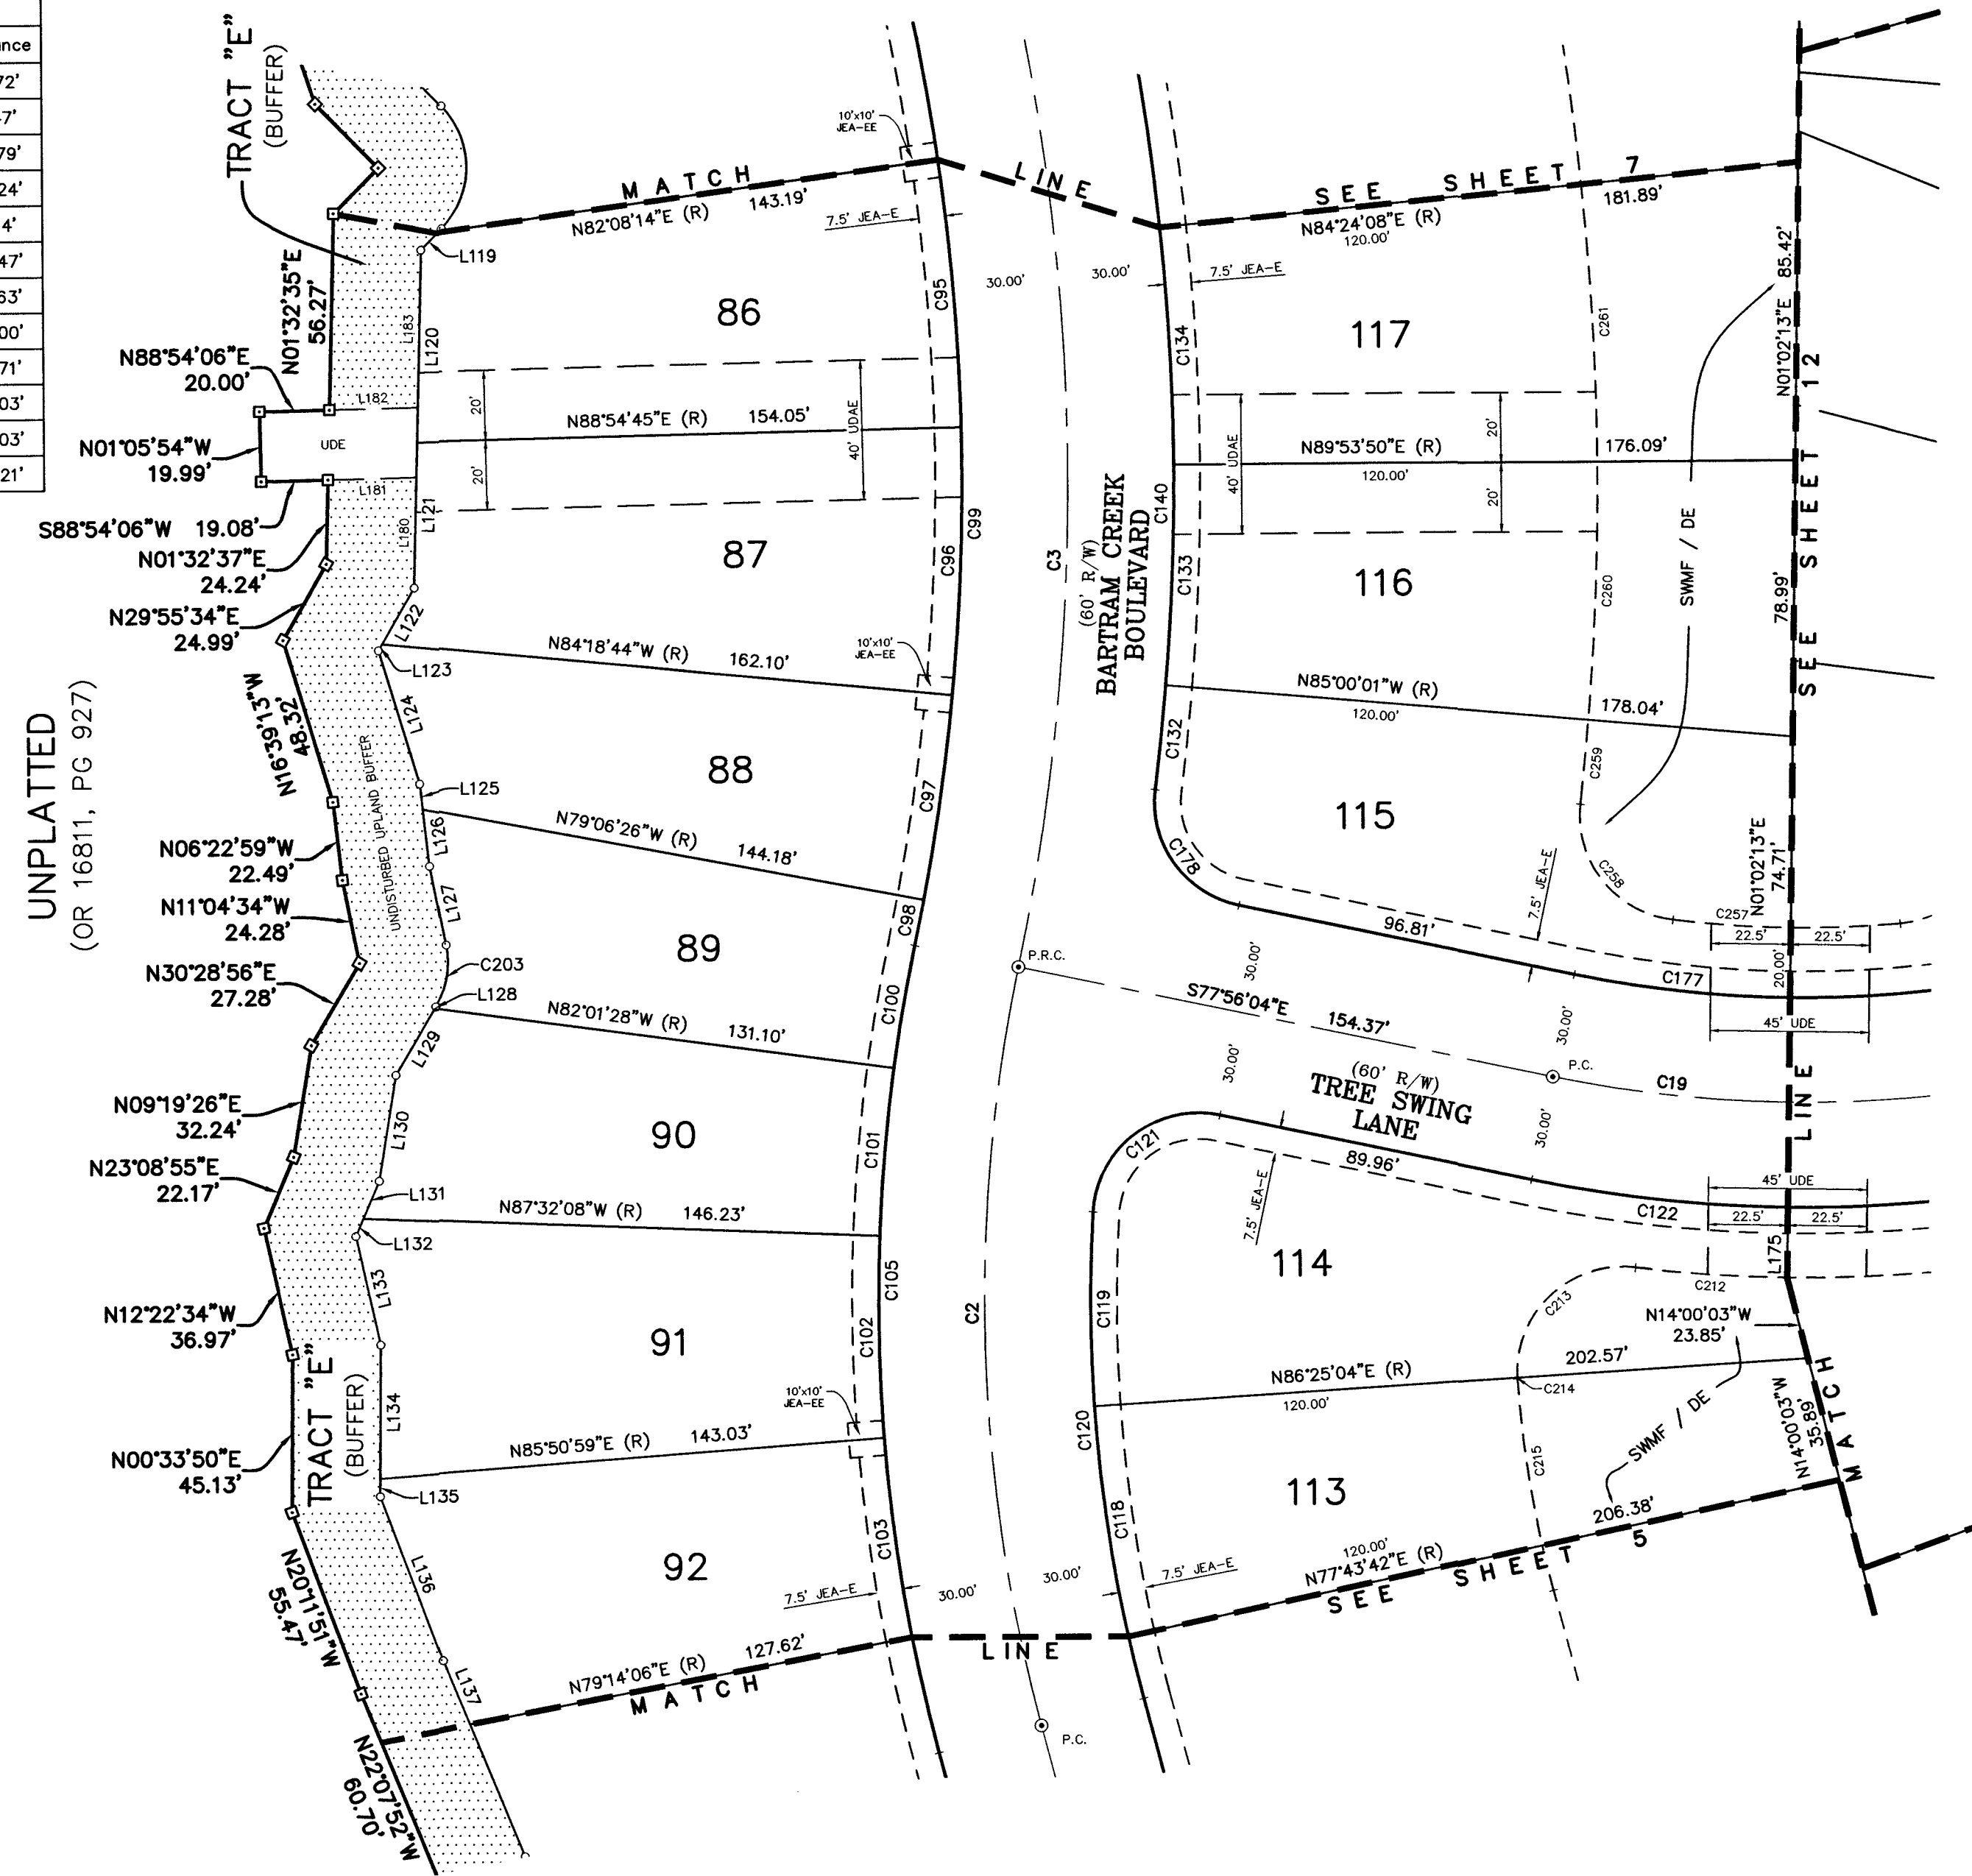 ance
72'
47'
79'
24'
4'
47'
63'
00'
71'
03'
03'
21'
TRACT "E"
(BUFFER)
10'x10'
JEA-EE
MATCH
143.19'
N82°08'14"E (R)
LINE
SEE SHEET 7
181.89'
N84°24'08"E (R)
120.00'
7.5' JEA-E
L119
N01°32'35"E
56.27'
L183
L120
86
C95
30.00'
30.00'
7.5' JEA-E
C134
117
C261
N01°02'13"E 85.42'
N88°54'06"E
20.00'
L182
UDE
N01°05'54"W
19.99'
L181
20'
20'
N88°54'45"E (R)
154.05'
40' UDAE
40' UDAE
N89°53'50"E (R)
120.00'
20'
20'
176.09'
S88°54'06"W 19.08'
N01°32'37"E
24.24'
L180
L121
87
C99
C96
C3
(60' R/W)
BARTRAM CREEK
BOULEVARD
C140
C133
116
C260
SWMF / DE
78.99'
SEE SHEET 12
N29°55'34"E
24.99'
L122
L123
N84°18'44"W (R)
162.10'
10'x10'
JEA-EE
N85°00'01"W (R)
120.00'
178.04'
UNPLATTED
(OR 16811, PG 927)
N16°39'13"W
48.32'
UNDISTURBED UPLAND BUFFER
L124
L125
88
C97
C132
115
C259
N06°22'59"W
22.49'
L126
N79°06'26"W (R)
144.18'
C178
C258
7.5' JEA-E
N01°02'13"E
74.71'
N11°04'34"W
24.28'
L127
89
C98
96.81'
C257
22.5'
22.5'
N30°28'56"E
27.28'
C203
L128
P.R.C.
30.00'
C177
20.00'
N82°01'28"W (R)
131.10'
C100
S77°56'04"E
154.37'
30.00'
45' UDE
L129
30.00'
(60' R/W)
TREE SWING
LANE
P.C.
C19
LINE
N09°19'26"E
32.24'
L130
90
C101
C121
89.96'
30.00'
45' UDE
N23°08'55"E
22.17'
L131
N87°32'08"W (R)
146.23'
7.5' JEA-E
C122
22.5'
22.5'
L132
L175
N12°22'34"W
36.97'
L133
91
C105
C102
C2
C119
114
C213
C212
N14°00'03"W
23.85'
TRACT "E"
(BUFFER)
L134
10'x10'
JEA-EE
N86°25'04"E (R)
120.00'
202.57'
C214
N00°33'50"E
45.13'
N85°50'59"E (R)
143.03'
L135
C120
SWMF / DE
N14°00'03"W
35.89'
MATCH
C103
C118
113
C215
206.38'
N20°11'51"W
55.47'
L136
92
7.5' JEA-E
30.00'
30.00'
7.5' JEA-E
120.00'
N77°43'42"E (R)
SEE SHEET 5
L137
N79°14'06"E (R)
127.62'
MATCH
LINE
N22°07'52"W
60.70'
P.C.